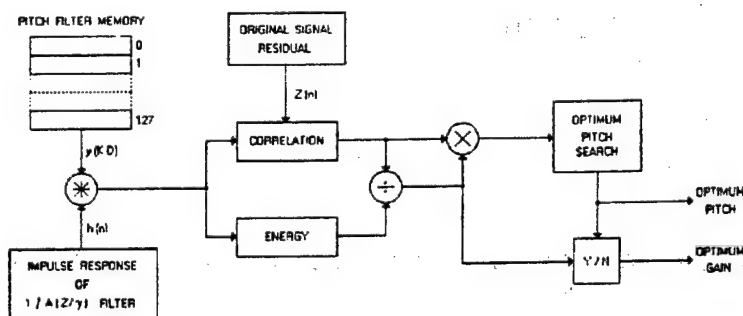 PITCH FILTER MEMORY
0
1
127
y(K D)
h(n)
IMPULSE RESPONSE
OF
1 / A(Z/γ) FILTER
ORIGINAL SIGNAL
RESIDUAL
Z(n)
CORRELATION
ENERGY
×
÷
OPTIMUM
PITCH
SEARCH
OPTIMUM
PITCH
Y/N
OPTIMUM
GAIN